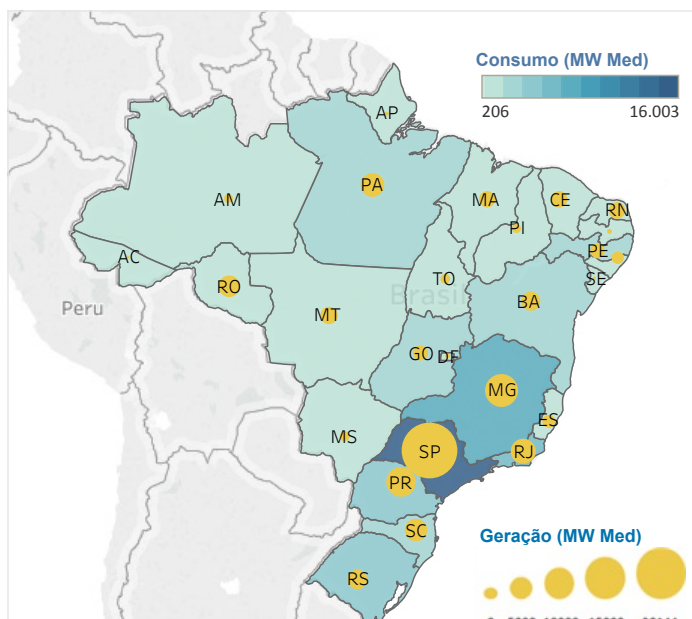 Consumo (MW Med)
206 16.003
AP
AM
PA
MA
CE
RN
PI
PE
AC
RO
TO
SE
Brasil
Peru
MT
BA
GO
DF
MG
MS
ES
SP
RJ
PR
SC
Geração (MW Med)
RS